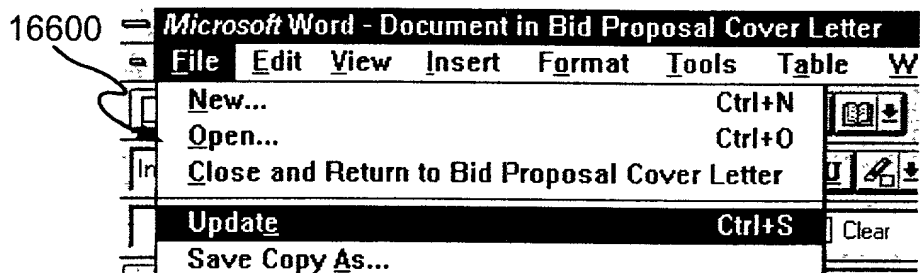 16600
Microsoft Word - Document in Bid Proposal Cover Letter
File Edit View Insert Format Tools Table W
New... Ctrl+N
Open... Ctrl+O
In
Close and Return to Bid Proposal Cover Letter U
Update Ctrl+S Clear
Save Copy As...